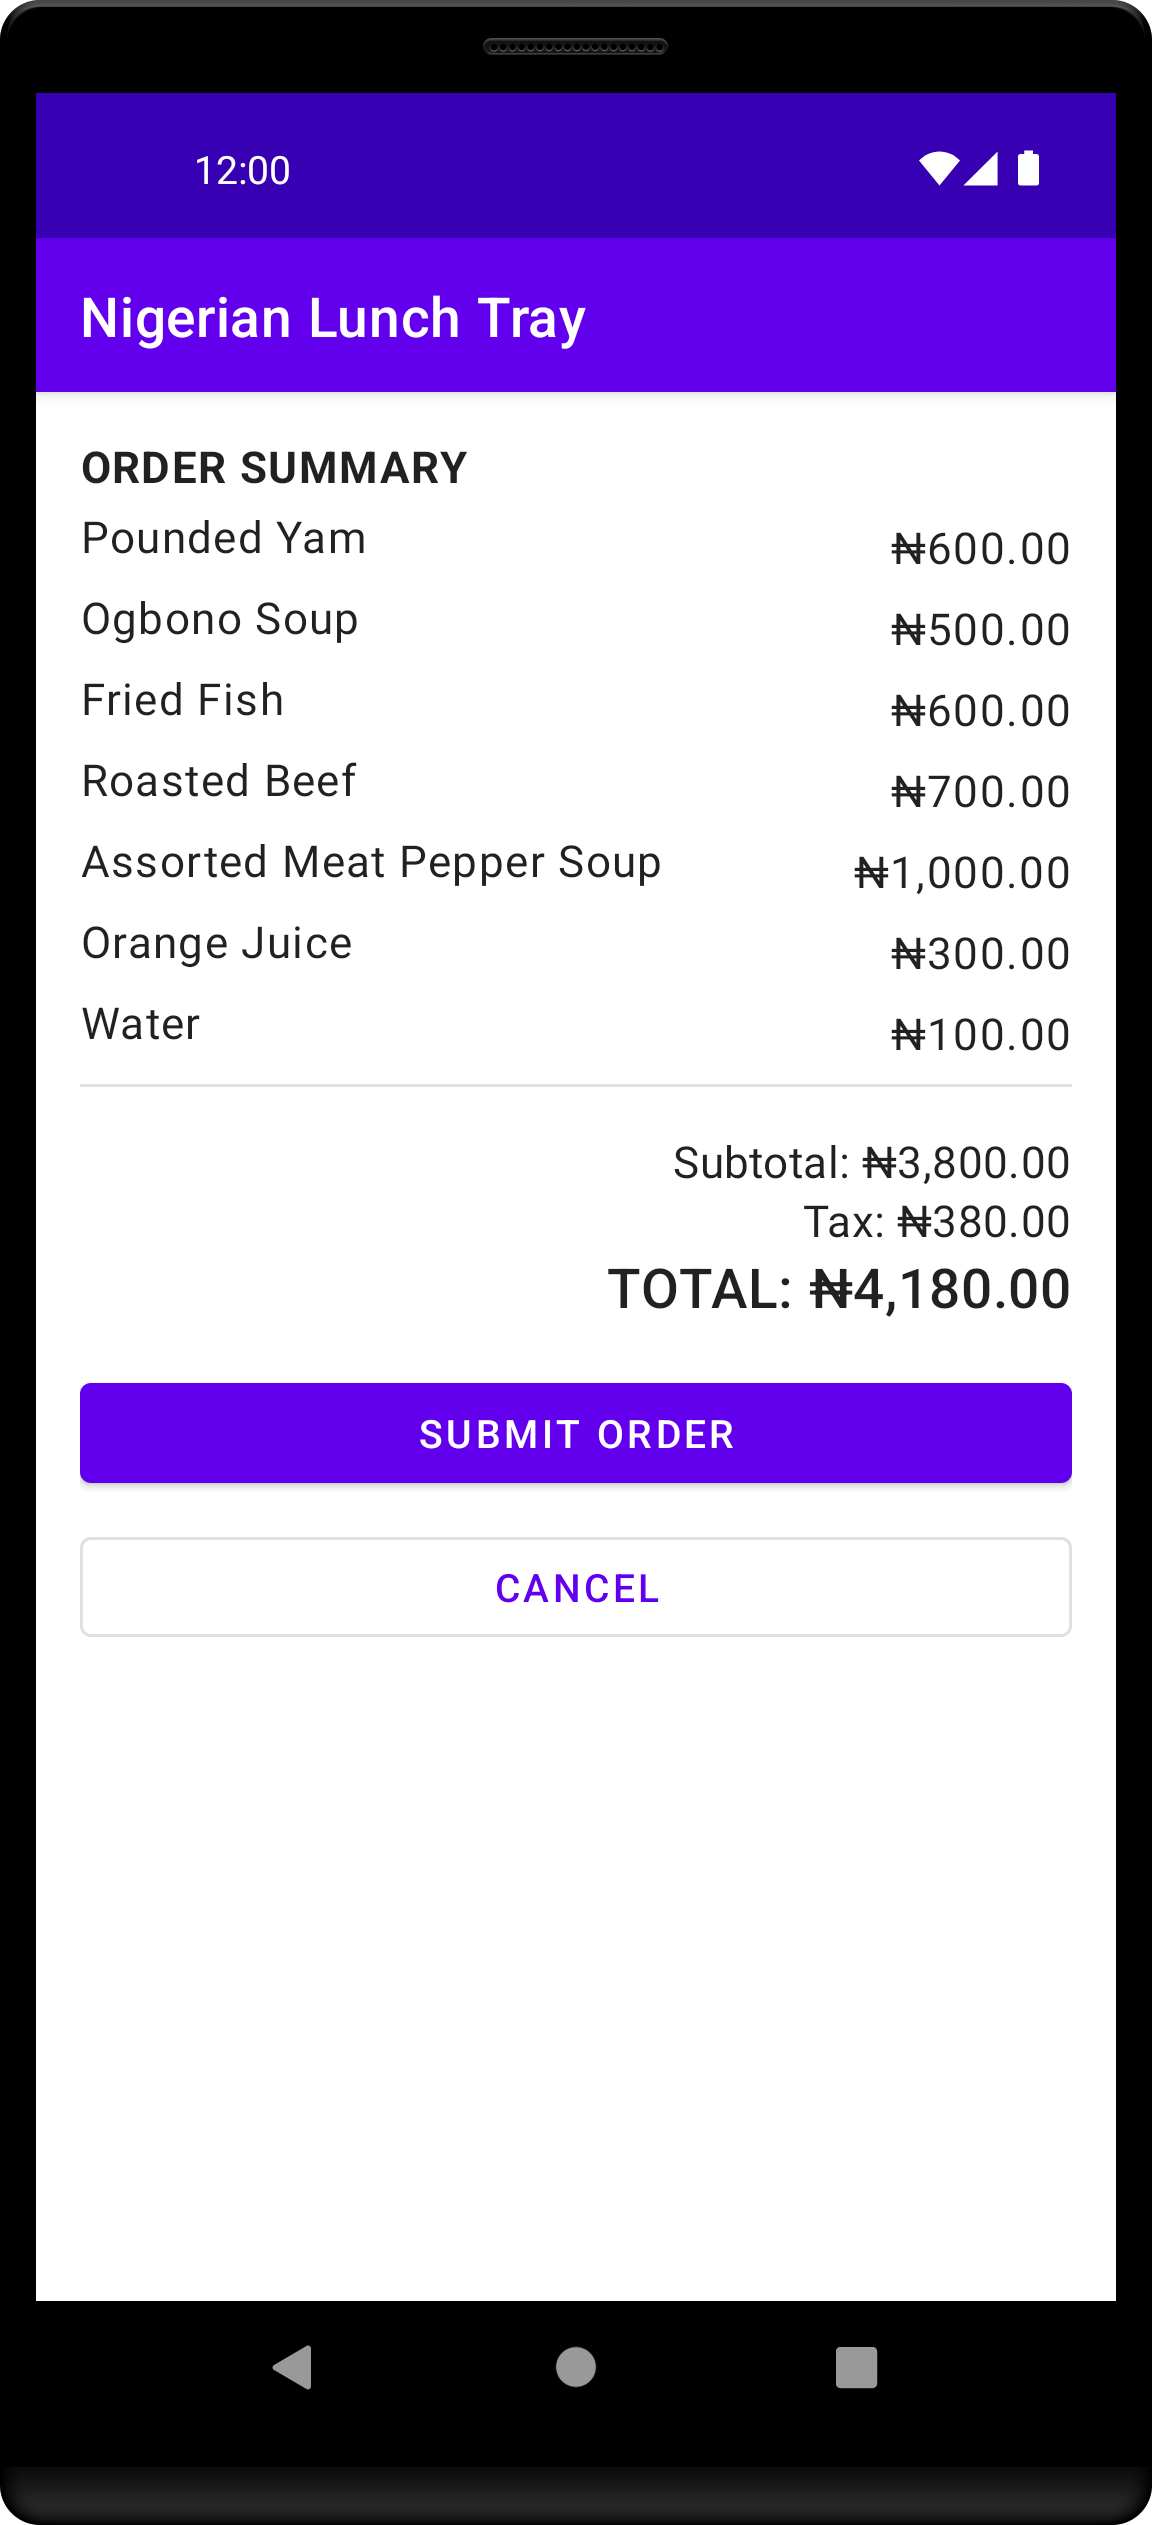 12:00
Nigerian Lunch Tray
ORDER SUMMARY
Pounded Yam ₦600.00
Ogbono Soup ₦500.00
Fried Fish ₦600.00
Roasted Beef ₦700.00
Assorted Meat Pepper Soup ₦1,000.00
Orange Juice ₦300.00
Water ₦100.00
Subtotal: ₦3,800.00
Tax: ₦380.00
TOTAL: ₦4,180.00
SUBMIT ORDER
CANCEL